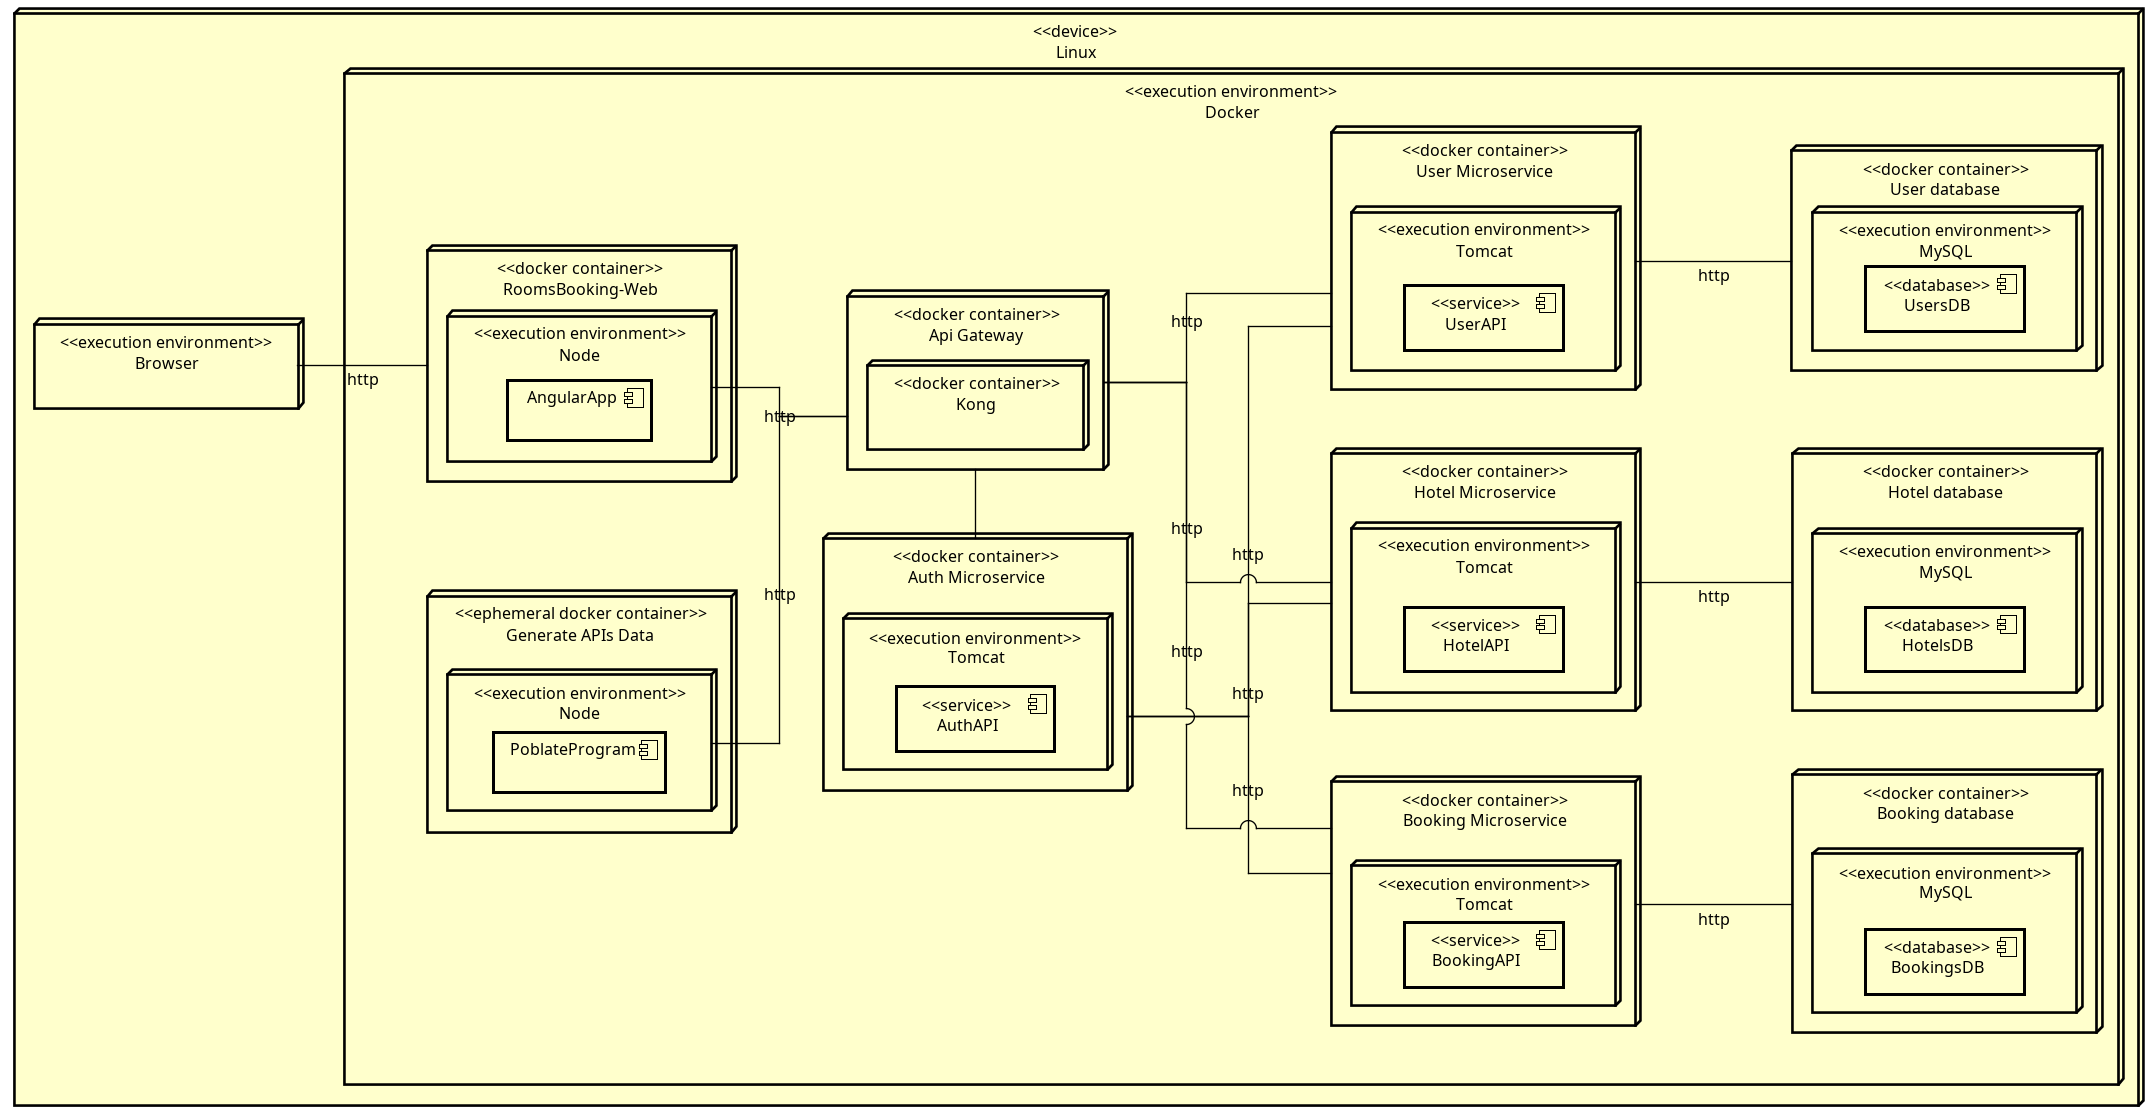 <<device>>
Linux
<<execution environment>>
Docker
<<execution environment>>
Browser
http
<<docker container>>
RoomsBooking-Web
<<execution environment>>
Node
AngularApp
http
<<ephemeral docker container>>
Generate APIs Data
<<execution environment>>
Node
PoblateProgram
http
<<docker container>>
Api Gateway
<<docker container>>
Kong
<<docker container>>
Auth Microservice
<<execution environment>>
Tomcat
<<service>>
AuthAPI
http
http
http
http
http
http
<<docker container>>
User Microservice
<<execution environment>>
Tomcat
<<service>>
UserAPI
http
<<docker container>>
User database
<<execution environment>>
MySQL
<<database>>
UsersDB
<<docker container>>
Hotel Microservice
<<execution environment>>
Tomcat
<<service>>
HotelAPI
http
<<docker container>>
Hotel database
<<execution environment>>
MySQL
<<database>>
HotelsDB
<<docker container>>
Booking Microservice
<<execution environment>>
Tomcat
<<service>>
BookingAPI
http
<<docker container>>
Booking database
<<execution environment>>
MySQL
<<database>>
BookingsDB